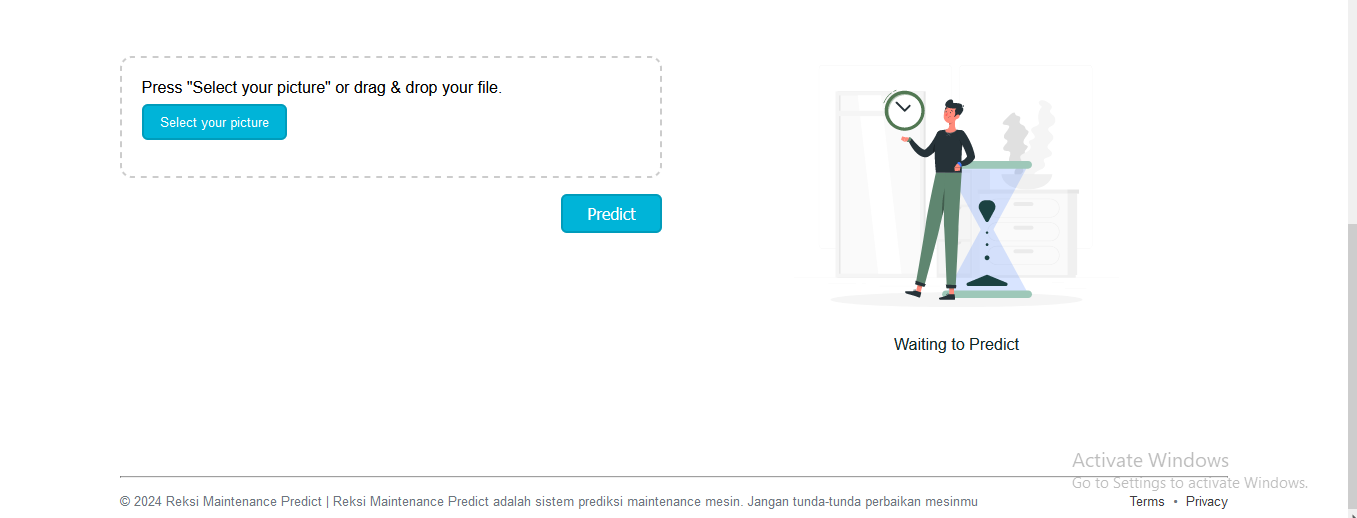 Press "Select your picture" or drag & drop your file.
Select your picture
Predict
Waiting to Predict
Activate Windows
Go to Settings to activate Windows.
© 2024 Reksi Maintenance Predict | Reksi Maintenance Predict adalah sistem prediksi maintenance mesin. Jangan tunda-tunda perbaikan mesinmu
Terms • Privacy